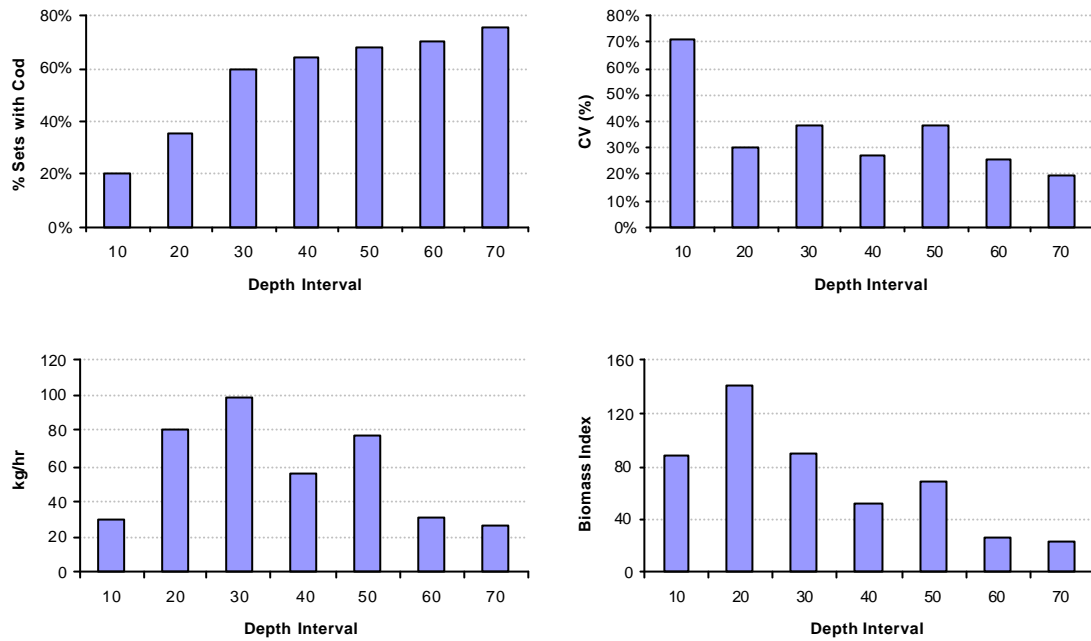 % Sets with Cod
80%
60%
40%
20%
0%
10 20 30 40 50 60 70
Depth Interval
CV (%)
80%
70%
60%
50%
40%
30%
20%
10%
0%
10 20 30 40 50 60 70
Depth Interval
kg/hr
120
100
80
60
40
20
0
10 20 30 40 50 60 70
Depth Interval
Biomass Index
160
120
80
40
0
10 20 30 40 50 60 70
Depth Interval